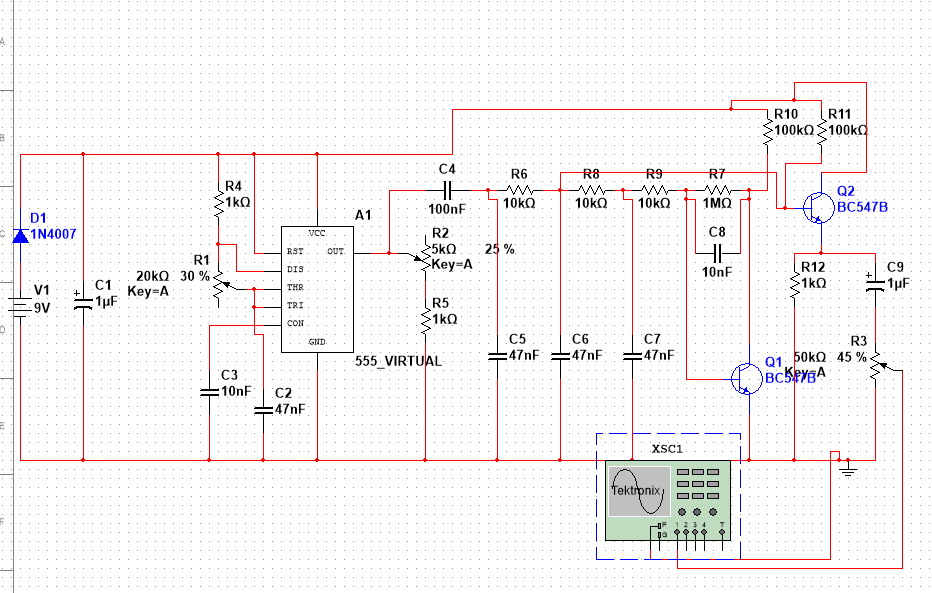 A
B
C
D
E
F
R10
100kΩ
R11
100kΩ
C4
100nF
R6
10kΩ
R8
10kΩ
R9
10kΩ
R7
1MΩ
Q2
BC547B
R4
1kΩ
A1
D1
1N4007
VCC
RST
OUT
DIS
THR
TRI
CON
GND
555_VIRTUAL
R2
5kΩ
Key=A
25 %
C8
10nF
R1
20kΩ
30 %
Key=A
V1
9V
C1
1µF
R5
1kΩ
R12
1kΩ
C9
1µF
C5
47nF
C6
47nF
C7
47nF
R3
50kΩ
45 %
Key=A
Q1
BC547B
C3
10nF
C2
47nF
XSC1
Tektronix
P
G
1 2 3 4 T